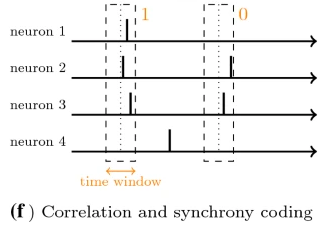 1 0
neuron 1
neuron 2
neuron 3
neuron 4
time window
(f ) Correlation and synchrony coding